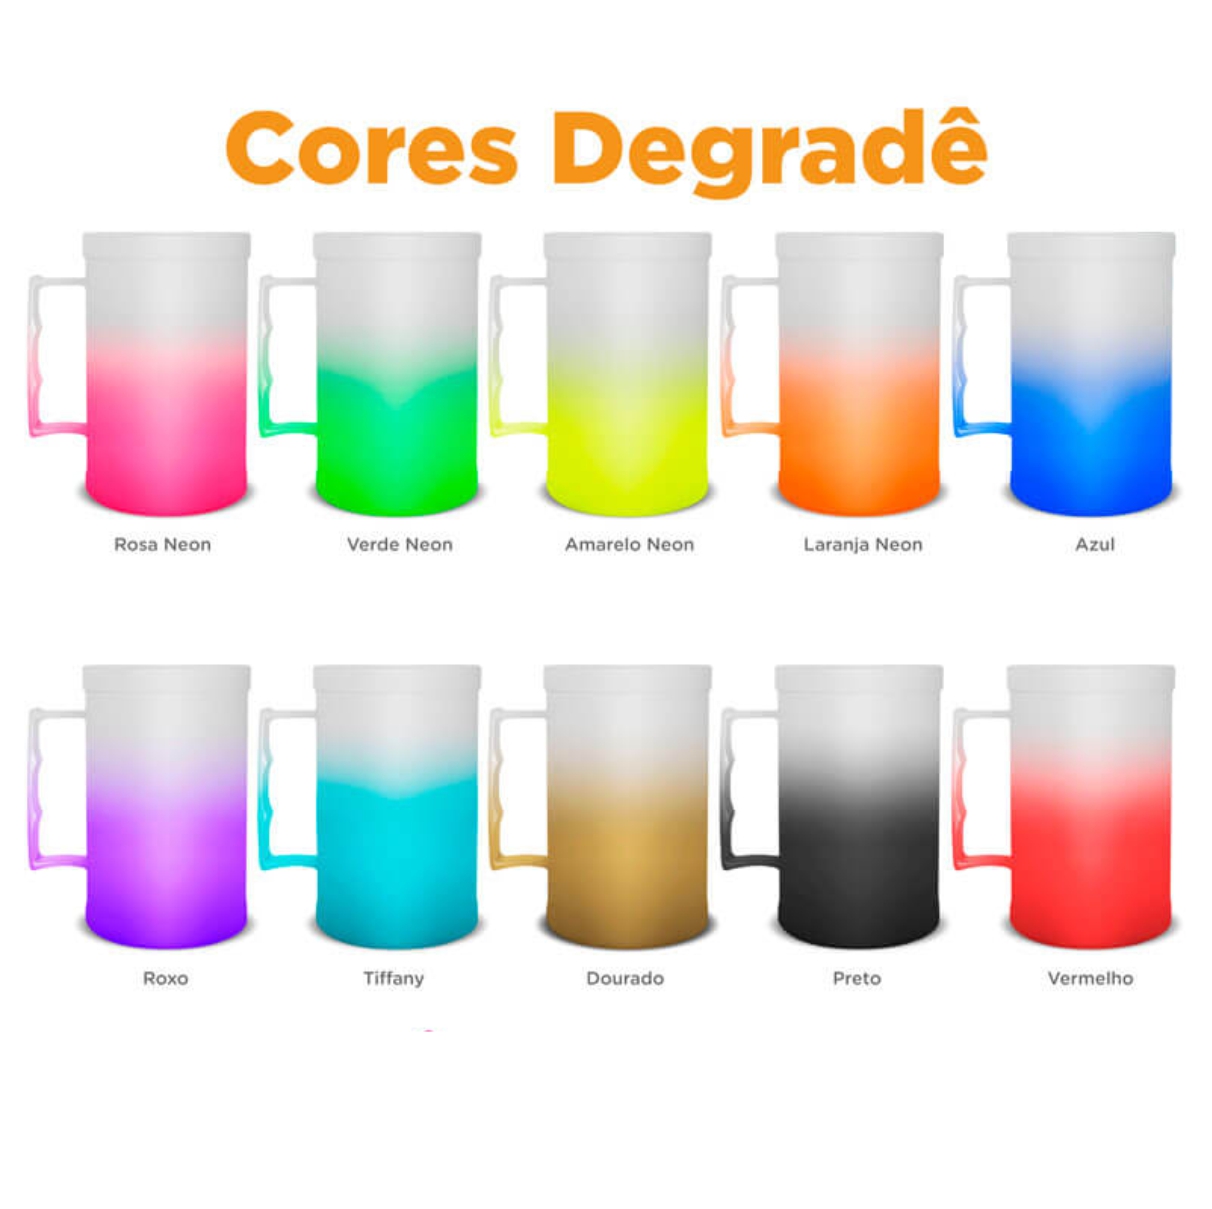 Cores Degradê
Rosa Neon
Verde Neon
Amarelo Neon
Laranja Neon
Azul
Roxo
Tiffany
Dourado
Preto
Vermelho